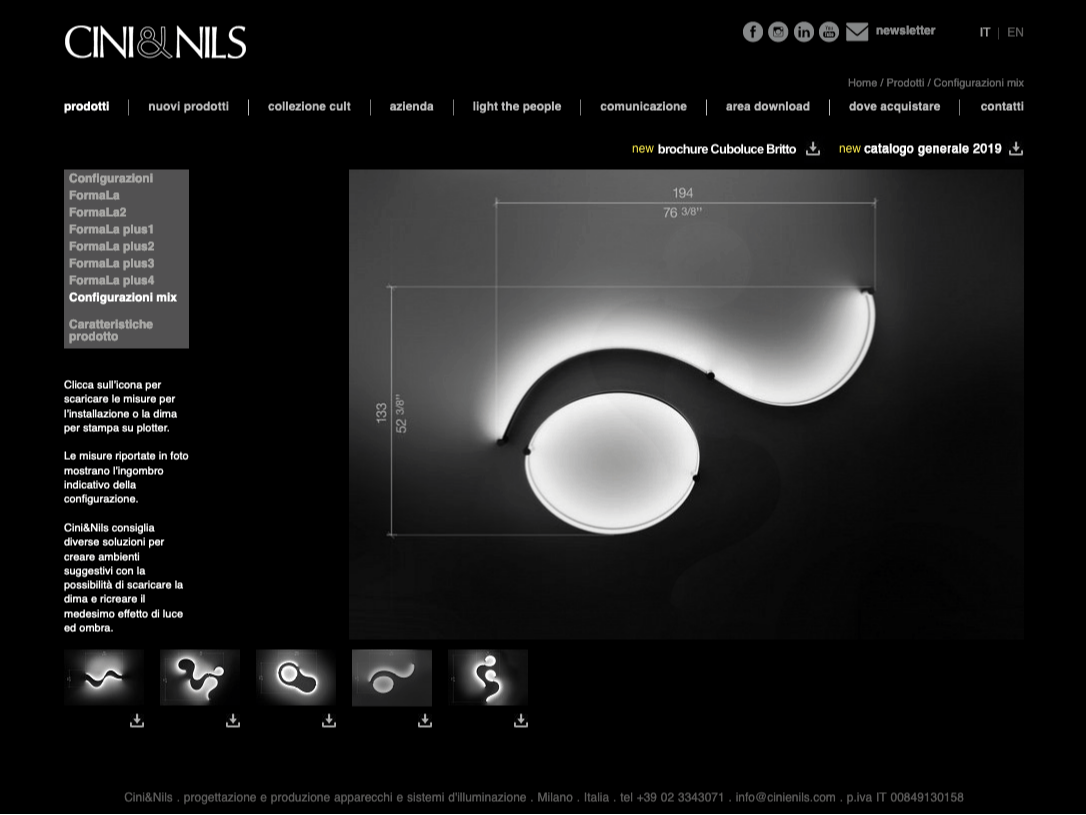 CINI&NILS
newsletter
IT | EN
Home / Prodotti / Configurazioni mix
prodotti
nuovi prodotti
collezione cult
azienda
light the people
comunicazione
area download
dove acquistare
contatti
new brochure Cuboluce Britto
new catalogo generale 2019
Configurazioni
FormaLa
FormaLa2
FormaLa plus1
FormaLa plus2
FormaLa plus3
FormaLa plus4
Configurazioni mix
Caratteristiche
prodotto
Clicca sull'icona per
scaricare le misure per
l'installazione o la dima
per stampa su plotter.
Le misure riportate in foto
mostrano l'ingombro
indicativo della
configurazione.
Cini&Nils consiglia
diverse soluzioni per
creare ambienti
suggestivi con la
possibilità di scaricare la
dima e ricreare il
medesimo effetto di luce
ed ombra.
194
76 3/8"
133
52 3/8"
Cini&Nils . progettazione e produzione apparecchi e sistemi d'illuminazione . Milano . Italia . tel +39 02 3343071 . info@cinienils.com . p.iva IT 00849130158